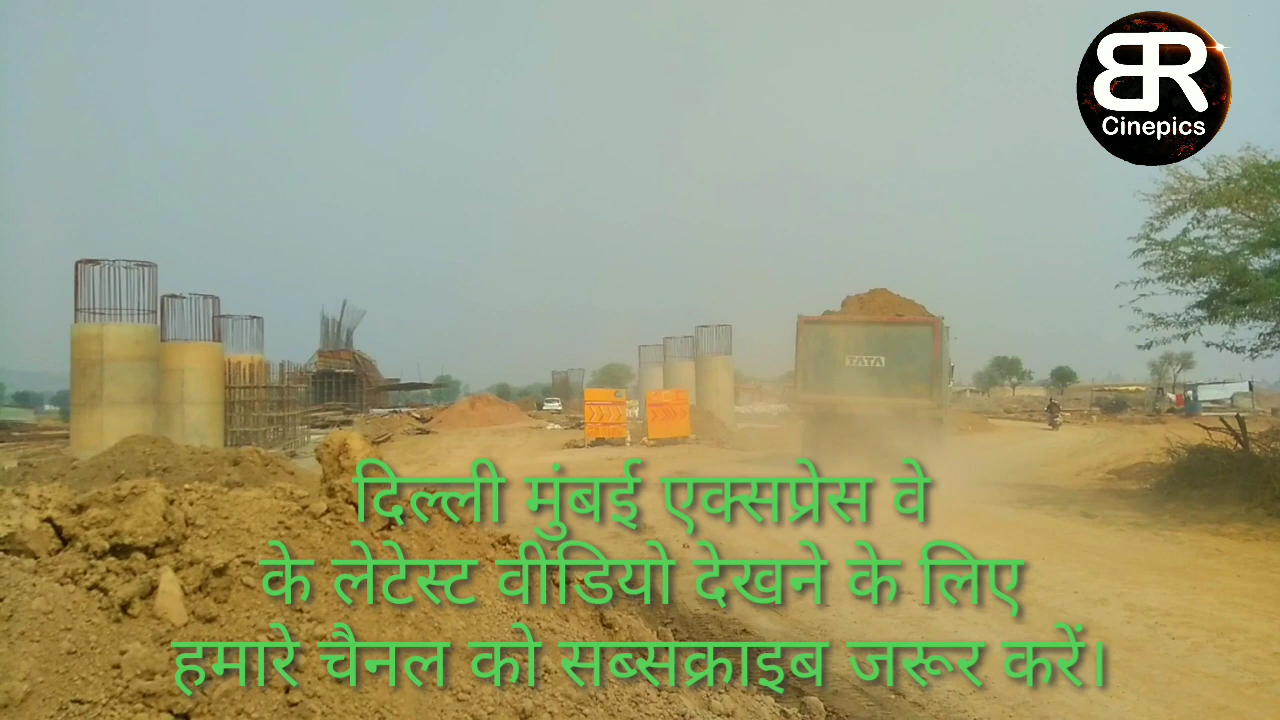 BR
Cinepics
TATA
दिल्ली मुंबई एक्सप्रेस वे
के लेटेस्ट वीडियो देखने के लिए
हमारे चैनल को सब्सक्राइब जरूर करें।